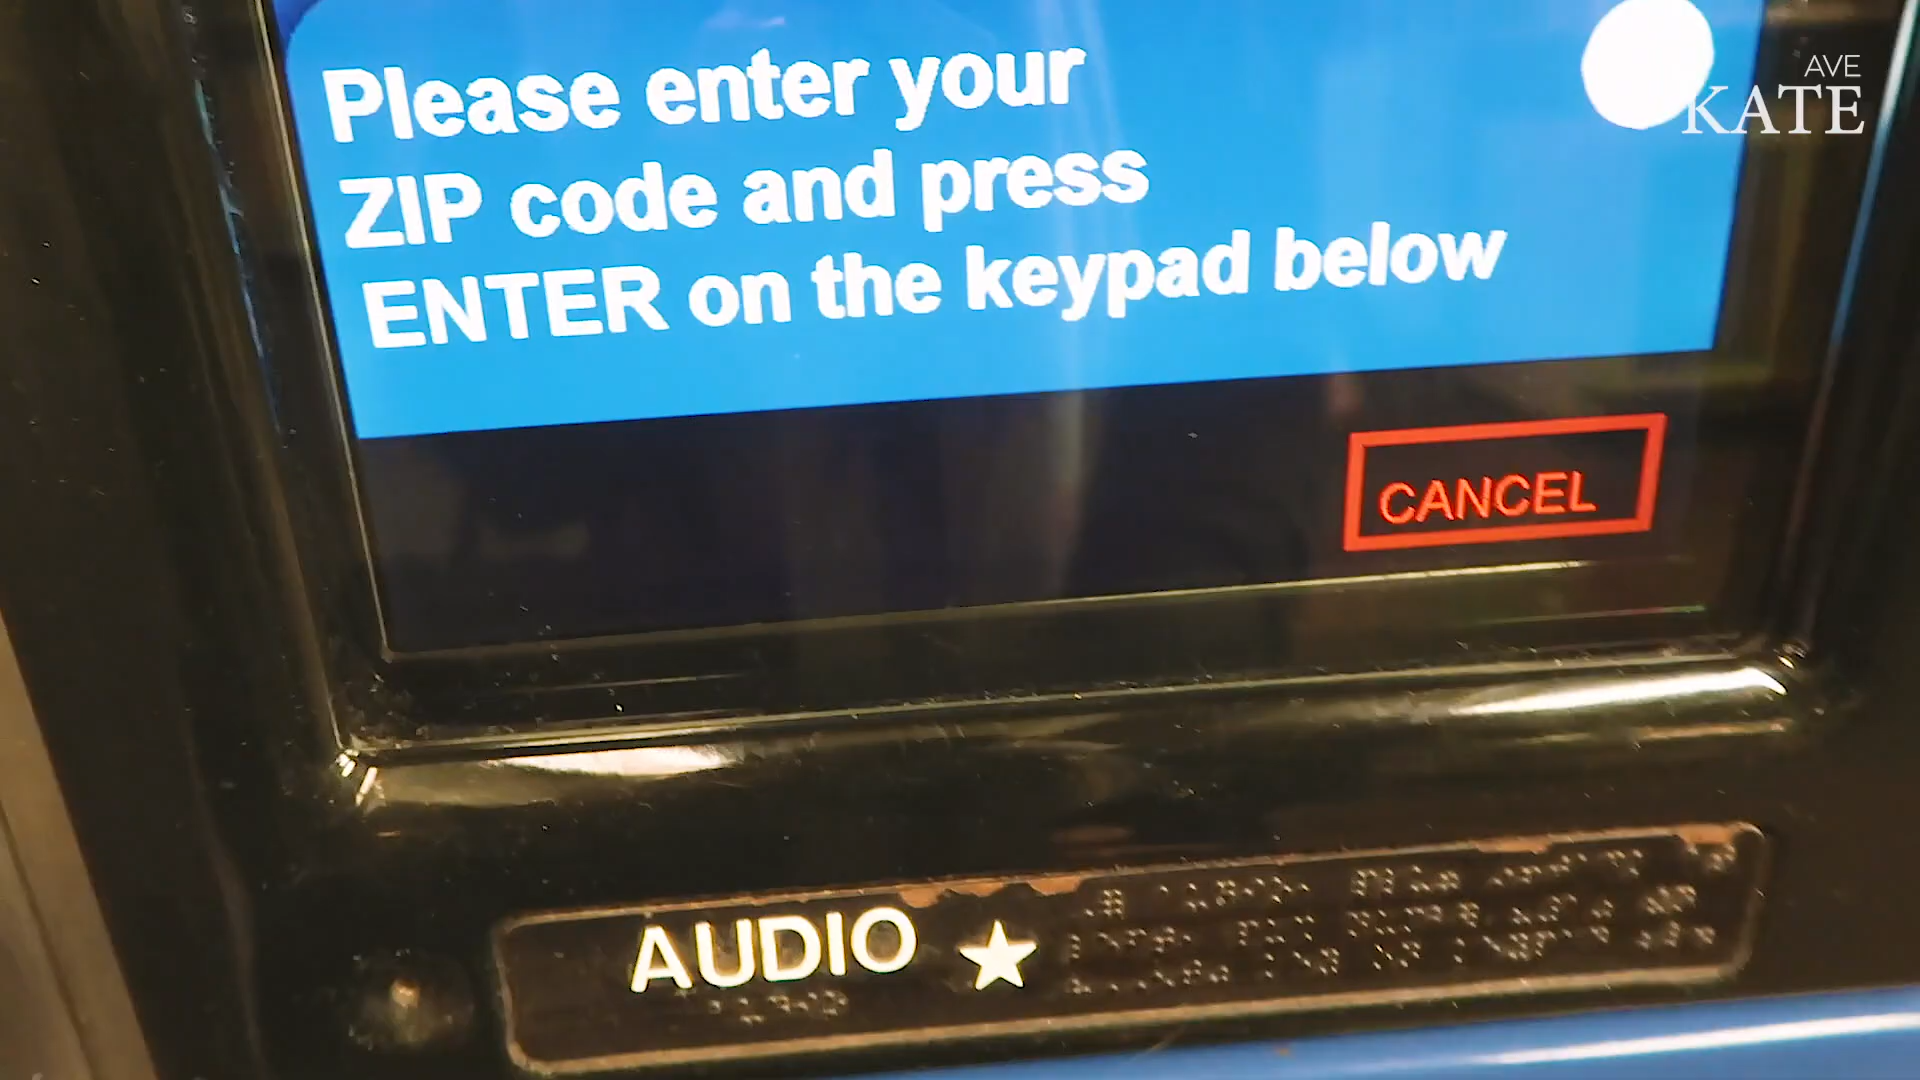 Please enter your
ZIP code and press
ENTER on the keypad below
CANCEL
AUDIO
AVE
KATE